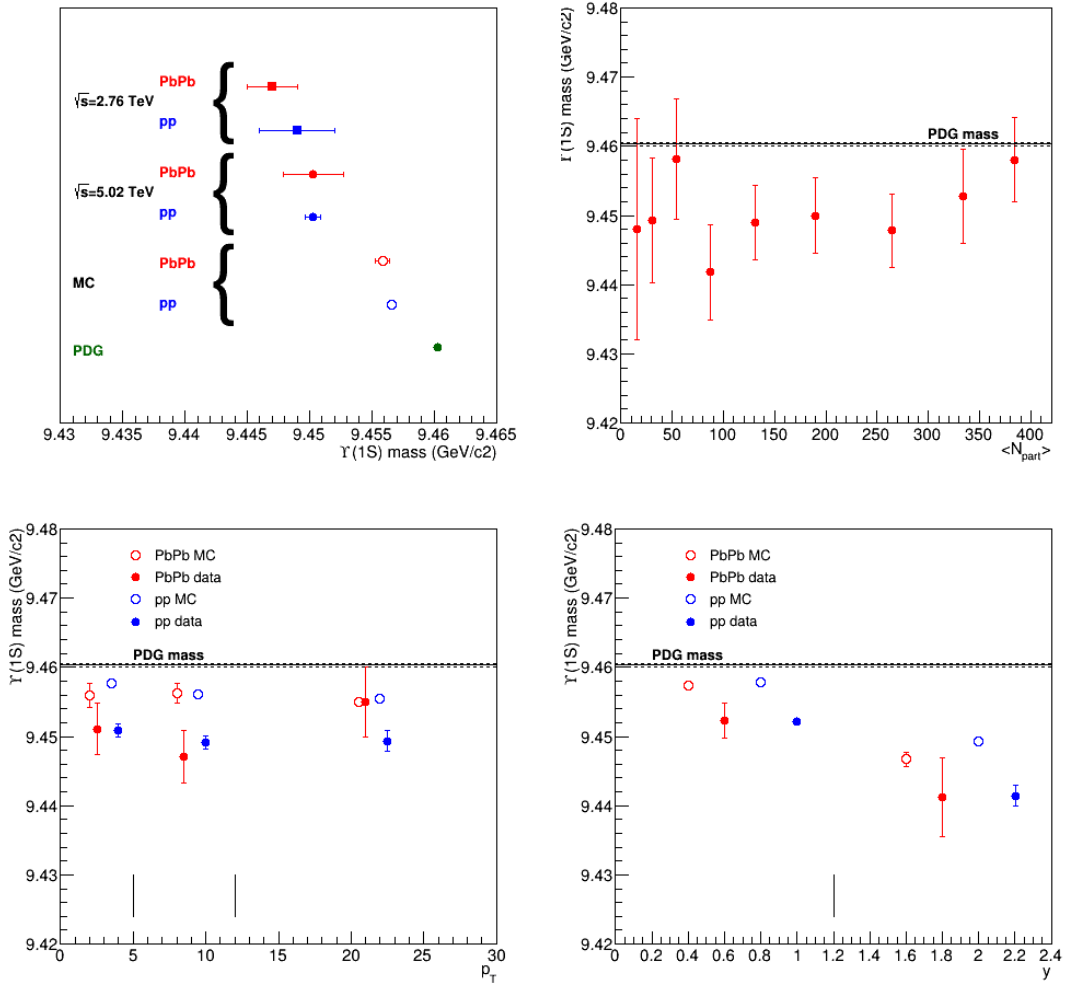 PbPb
√s=2.76 TeV
pp
PbPb
√s=5.02 TeV
pp
PbPb
MC
pp
PDG
9.43 9.435 9.44 9.445 9.45 9.455 9.46 9.465
ϒ(1S) mass (GeV/c2)
ϒ(1S) mass (GeV/c2)
9.48
9.47
PDG mass
9.46
9.45
9.44
9.43
9.42
0 50 100 150 200 250 300 350 400
<N_part>
ϒ(1S) mass (GeV/c2)
9.48
PbPb MC
PbPb data
9.47
pp MC
pp data
PDG mass
9.46
9.45
9.44
9.43
9.42
0 5 10 15 20 25 30
p_T
ϒ(1S) mass (GeV/c2)
9.48
PbPb MC
PbPb data
9.47
pp MC
pp data
PDG mass
9.46
9.45
9.44
9.43
9.42
0 0.2 0.4 0.6 0.8 1 1.2 1.4 1.6 1.8 2 2.2 2.4
y